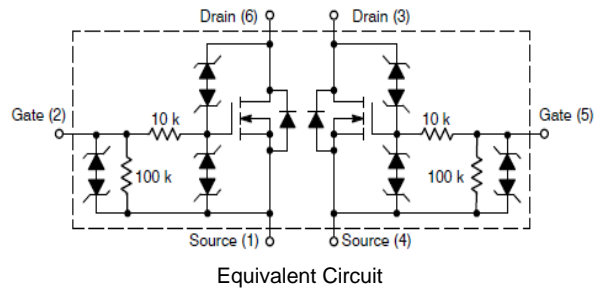 Drain (6) Drain (3)
Gate (2) 10 k 10 k Gate (5)
100 k 100 k
Source (1) Source (4)
Equivalent Circuit